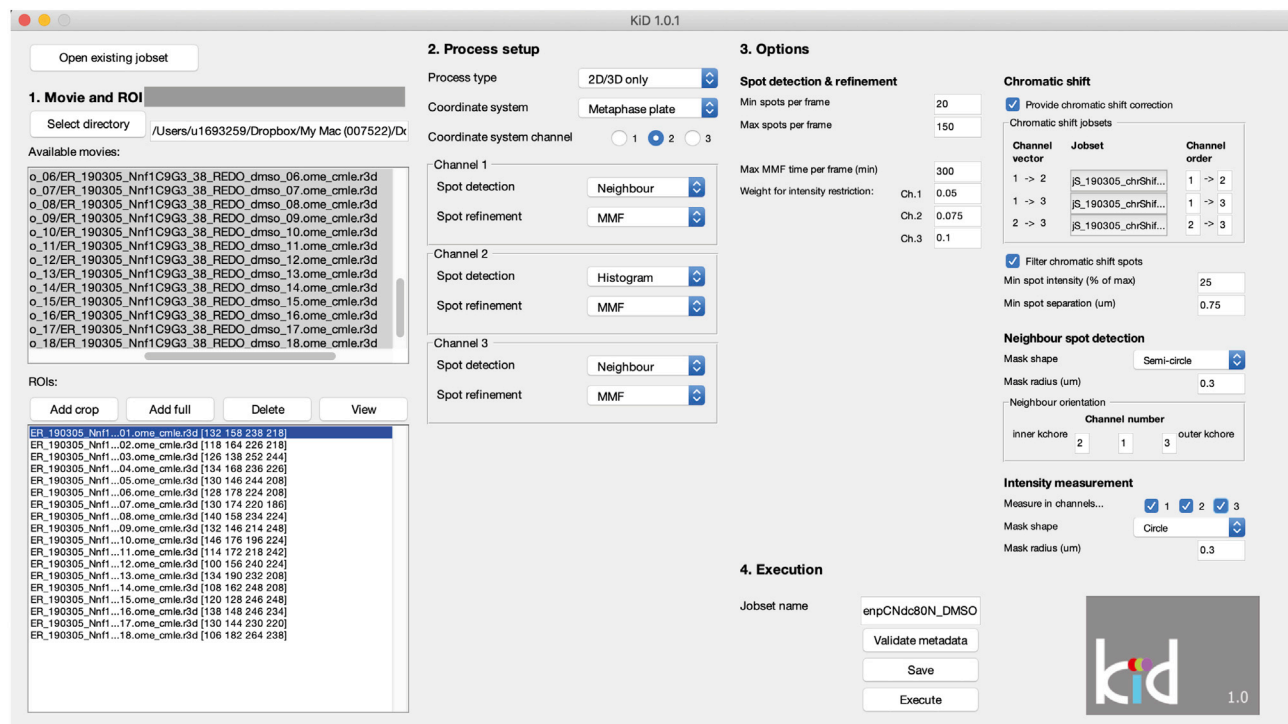 KiD 1.0.1
Open existing jobset
1. Movie and ROI
Select directory
/Users/u1693259/Dropbox/My Mac (007522)/Dc
Available movies:
o_06/ER_190305_Nnf1C9G3_38_REDO_dmso_06.ome_cmle.r3d
o_07/ER_190305_Nnf1C9G3_38_REDO_dmso_07.ome_cmle.r3d
o_08/ER_190305_Nnf1C9G3_38_REDO_dmso_08.ome_cmle.r3d
o_09/ER_190305_Nnf1C9G3_38_REDO_dmso_09.ome_cmle.r3d
o_10/ER_190305_Nnf1C9G3_38_REDO_dmso_10.ome_cmle.r3d
o_11/ER_190305_Nnf1C9G3_38_REDO_dmso_11.ome_cmle.r3d
o_12/ER_190305_Nnf1C9G3_38_REDO_dmso_12.ome_cmle.r3d
o_13/ER_190305_Nnf1C9G3_38_REDO_dmso_13.ome_cmle.r3d
o_14/ER_190305_Nnf1C9G3_38_REDO_dmso_14.ome_cmle.r3d
o_15/ER_190305_Nnf1C9G3_38_REDO_dmso_15.ome_cmle.r3d
o_16/ER_190305_Nnf1C9G3_38_REDO_dmso_16.ome_cmle.r3d
o_17/ER_190305_Nnf1C9G3_38_REDO_dmso_17.ome_cmle.r3d
o_18/ER_190305_Nnf1C9G3_38_REDO_dmso_18.ome_cmle.r3d
ROIs:
Add crop Add full Delete View
ER_190305_Nnf1...01.ome_cmle.r3d [132 158 238 218]
ER_190305_Nnf1...02.ome_cmle.r3d [118 164 226 218]
ER_190305_Nnf1...03.ome_cmle.r3d [126 138 252 244]
ER_190305_Nnf1...04.ome_cmle.r3d [134 168 236 226]
ER_190305_Nnf1...05.ome_cmle.r3d [130 146 244 208]
ER_190305_Nnf1...06.ome_cmle.r3d [128 178 224 208]
ER_190305_Nnf1...07.ome_cmle.r3d [130 174 220 186]
ER_190305_Nnf1...08.ome_cmle.r3d [140 158 234 224]
ER_190305_Nnf1...09.ome_cmle.r3d [132 146 214 248]
ER_190305_Nnf1...10.ome_cmle.r3d [146 176 196 224]
ER_190305_Nnf1...11.ome_cmle.r3d [114 172 218 242]
ER_190305_Nnf1...12.ome_cmle.r3d [100 156 240 224]
ER_190305_Nnf1...13.ome_cmle.r3d [134 190 232 208]
ER_190305_Nnf1...14.ome_cmle.r3d [108 162 248 208]
ER_190305_Nnf1...15.ome_cmle.r3d [120 128 246 248]
ER_190305_Nnf1...16.ome_cmle.r3d [138 148 246 234]
ER_190305_Nnf1...17.ome_cmle.r3d [130 144 230 220]
ER_190305_Nnf1...18.ome_cmle.r3d [106 182 264 238]
2. Process setup
Process type 2D/3D only
Coordinate system Metaphase plate
Coordinate system channel 1 2 3
Channel 1
Spot detection Neighbour
Spot refinement MMF
Channel 2
Spot detection Histogram
Spot refinement MMF
Channel 3
Spot detection Neighbour
Spot refinement MMF
3. Options
Spot detection & refinement
Min spots per frame 20
Max spots per frame 150
Max MMF time per frame (min) 300
Weight for intensity restriction: Ch.1 0.05
Ch.2 0.075
Ch.3 0.1
Chromatic shift
Provide chromatic shift correction
Chromatic shift jobsets
Channel vector Jobset Channel order
1 -> 2 jS_190305_chrShif... 1 -> 2
1 -> 3 jS_190305_chrShif... 1 -> 3
2 -> 3 jS_190305_chrShif... 2 -> 3
Filter chromatic shift spots
Min spot intensity (% of max) 25
Min spot separation (um) 0.75
Neighbour spot detection
Mask shape Semi-circle
Mask radius (um) 0.3
Neighbour orientation
Channel number
inner kchore 2 1 3 outer kchore
Intensity measurement
Measure in channels... 1 2 3
Mask shape Circle
Mask radius (um) 0.3
4. Execution
Jobset name enpCNdc80N_DMSO
Validate metadata
Save
Execute
kid
1.0